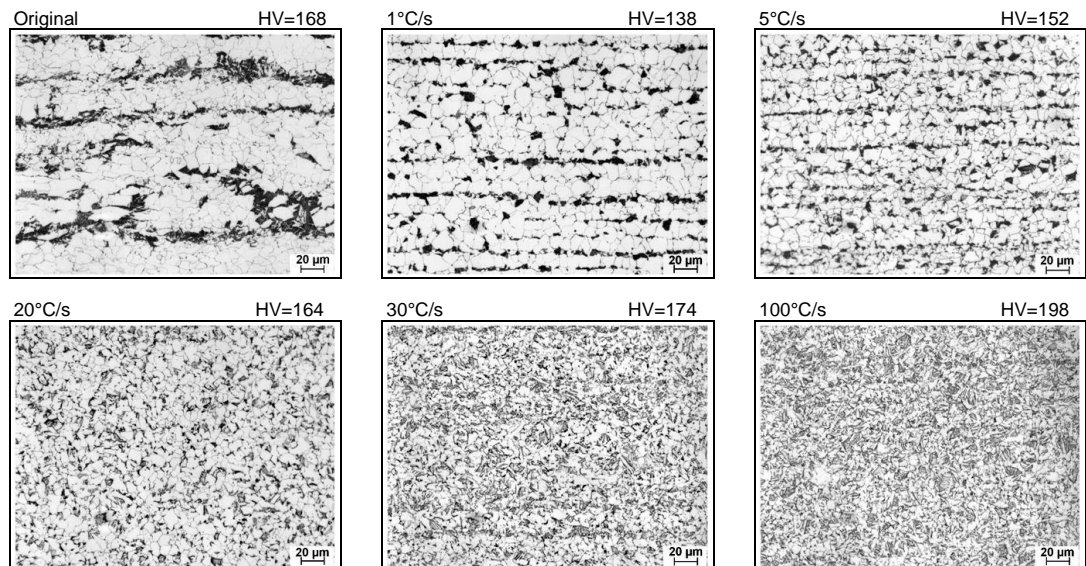 Original HV=168
1°C/s HV=138
5°C/s HV=152
20 µm
20 µm
20 µm
20°C/s HV=164
30°C/s HV=174
100°C/s HV=198
20 µm
20 µm
20 µm